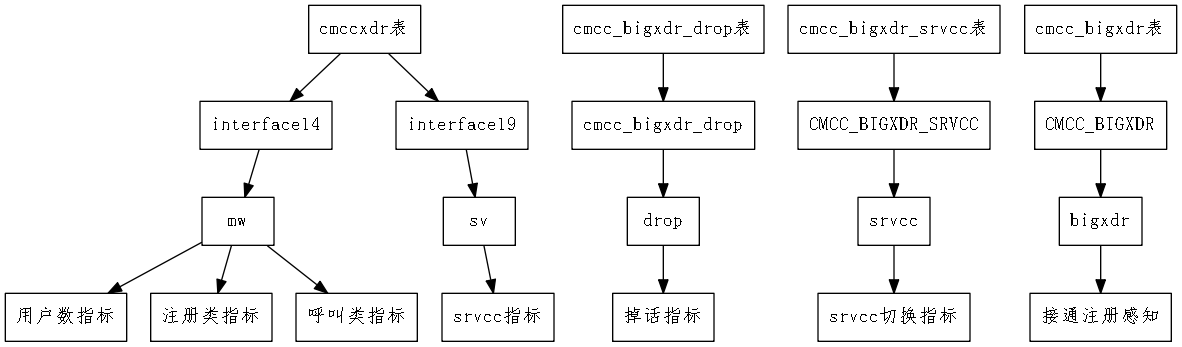 cmccxdr表
cmcc_bigxdr_drop表
cmcc_bigxdr_srvcc表
cmcc_bigxdr表
interface14
interface19
cmcc_bigxdr_drop
CMCC_BIGXDR_SRVCC
CMCC_BIGXDR
mw
sv
drop
srvcc
bigxdr
用户数指标
注册类指标
呼叫类指标
srvcc指标
掉话指标
srvcc切换指标
接通注册感知